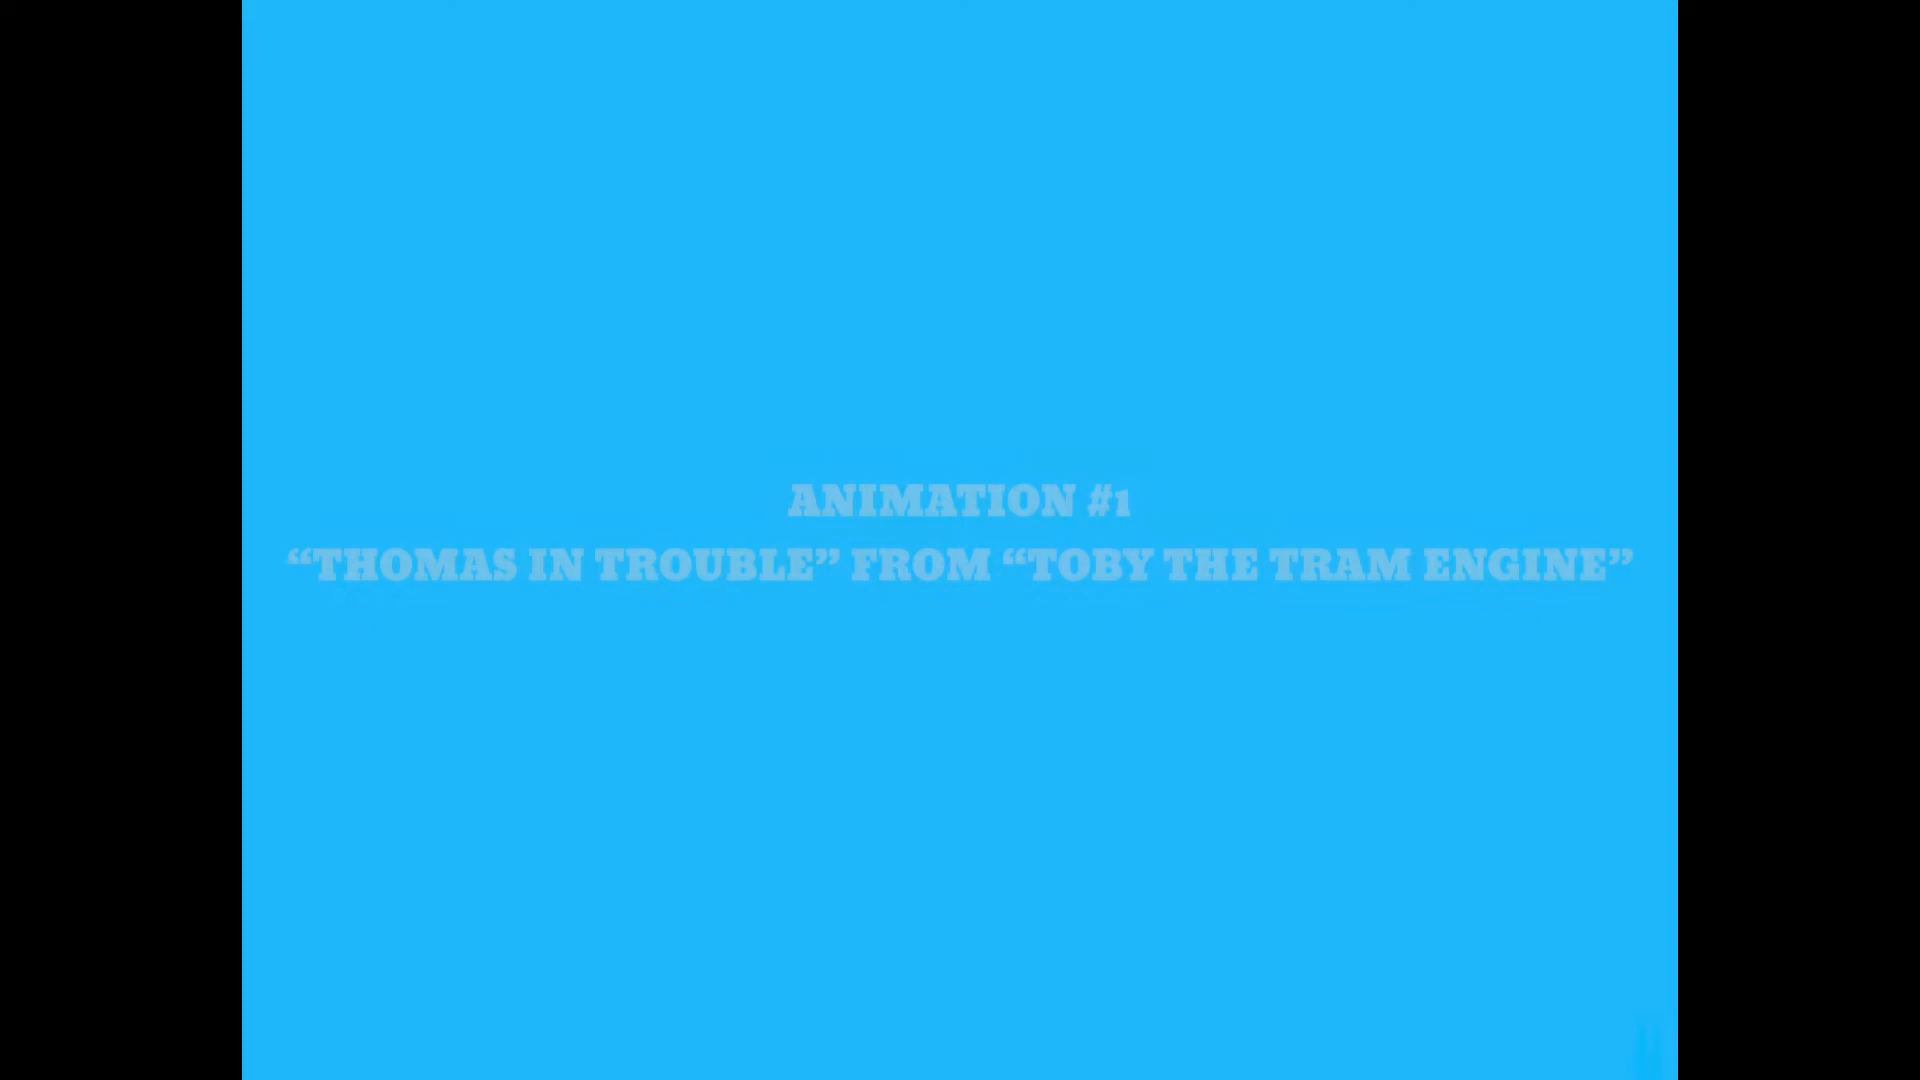 ANIMATION #1
“THOMAS IN TROUBLE” FROM “TOBY THE TRAM ENGINE”